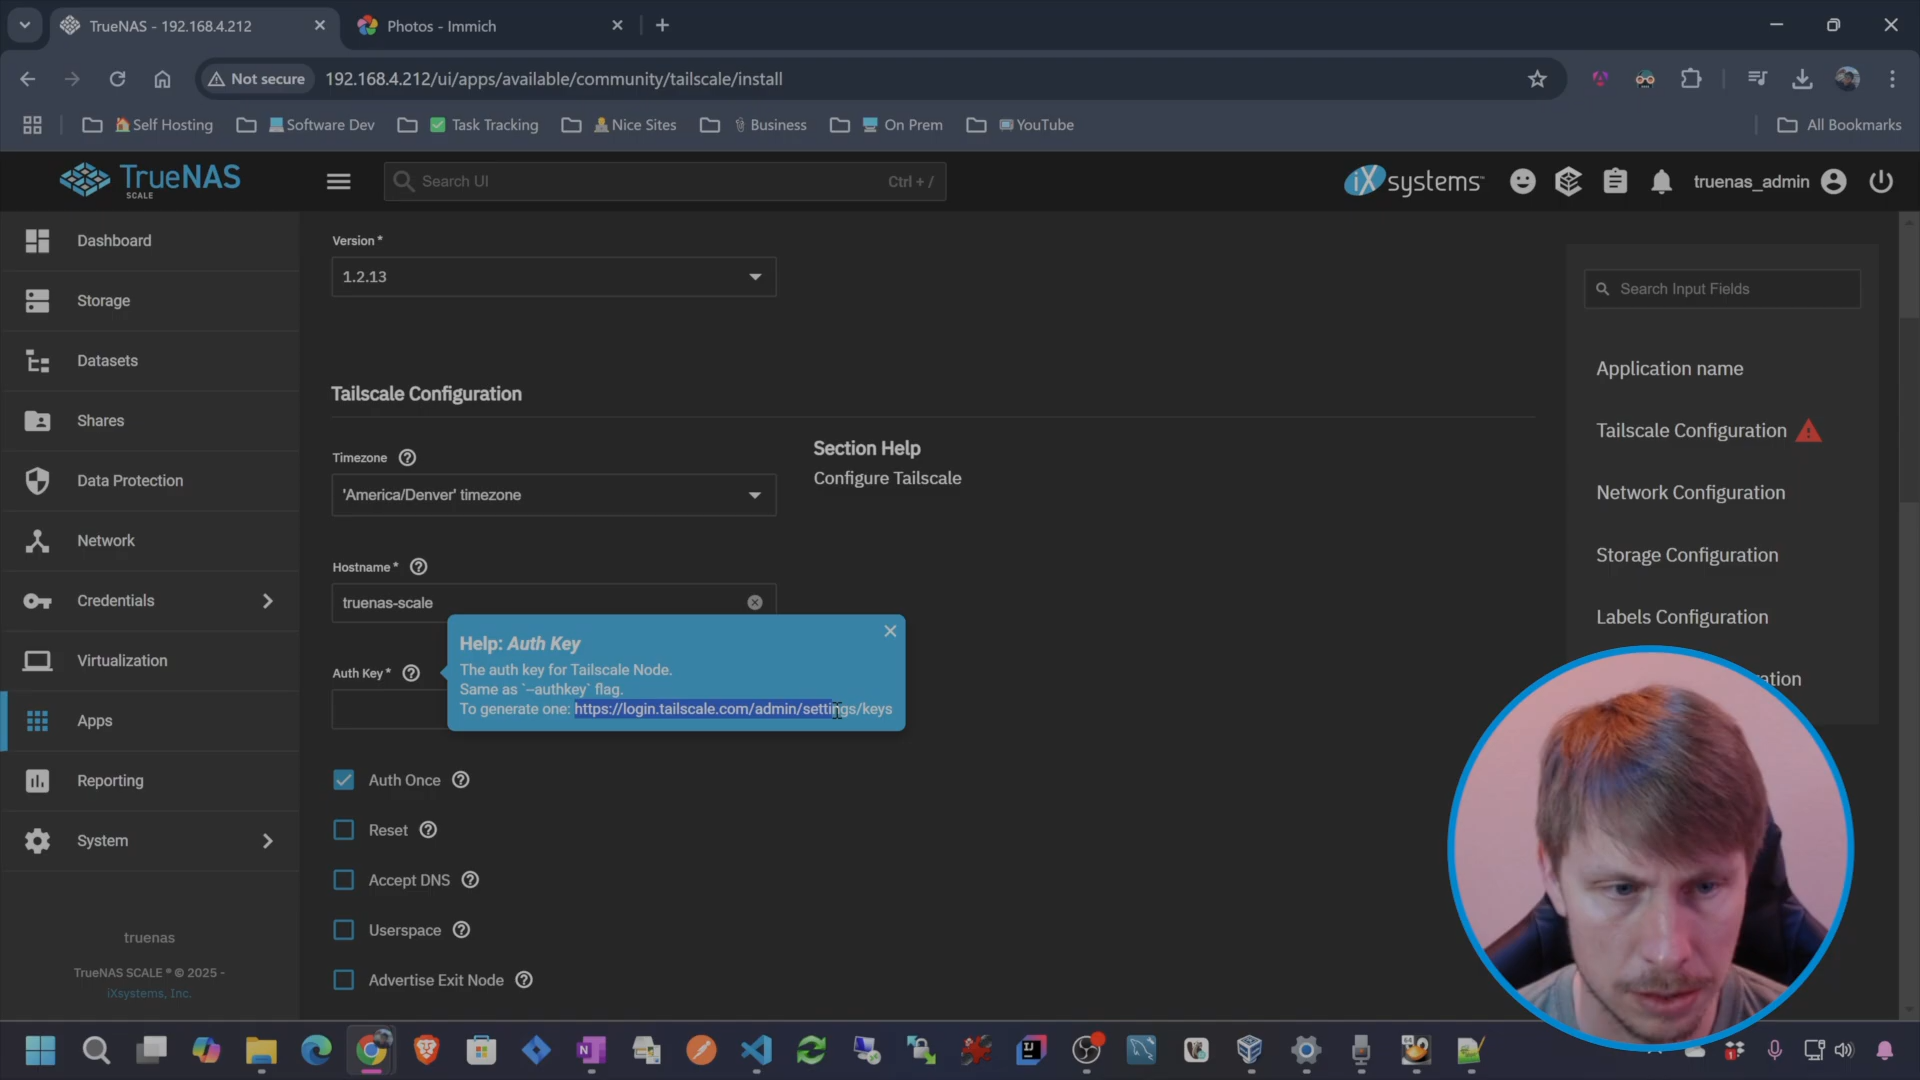 TrueNAS - 192.168.4.212
Photos - Immich
Not secure
192.168.4.212/ui/apps/available/community/tailscale/install
Self Hosting
Software Dev
Task Tracking
Nice Sites
Business
On Prem
YouTube
All Bookmarks
TrueNAS
SCALE
Search UI
Ctrl + /
iXsystems
truenas_admin
Dashboard
Storage
Datasets
Shares
Data Protection
Network
Credentials
Virtualization
Apps
Reporting
System
truenas
TrueNAS SCALE ® © 2025 -
iXsystems, Inc.
Version *
1.2.13
Tailscale Configuration
Timezone
'America/Denver' timezone
Hostname *
truenas-scale
Auth Key *
Help: Auth Key
The auth key for Tailscale Node.
Same as `--authkey` flag.
To generate one: https://login.tailscale.com/admin/settings/keys
Auth Once
Reset
Accept DNS
Userspace
Advertise Exit Node
Section Help
Configure Tailscale
Search Input Fields
Application name
Tailscale Configuration
Network Configuration
Storage Configuration
Labels Configuration